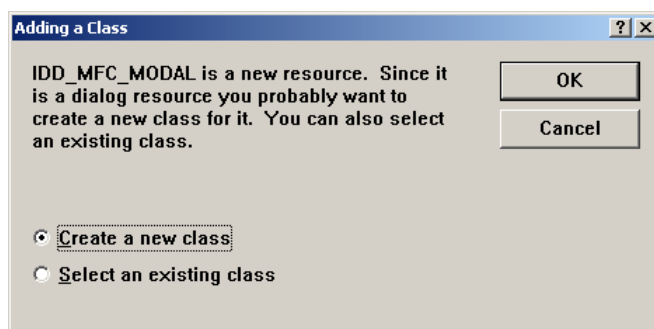 Adding a Class
IDD_MFC_MODAL is a new resource. Since it
is a dialog resource you probably want to
create a new class for it. You can also select
an existing class.
OK
Cancel
Create a new class
Select an existing class